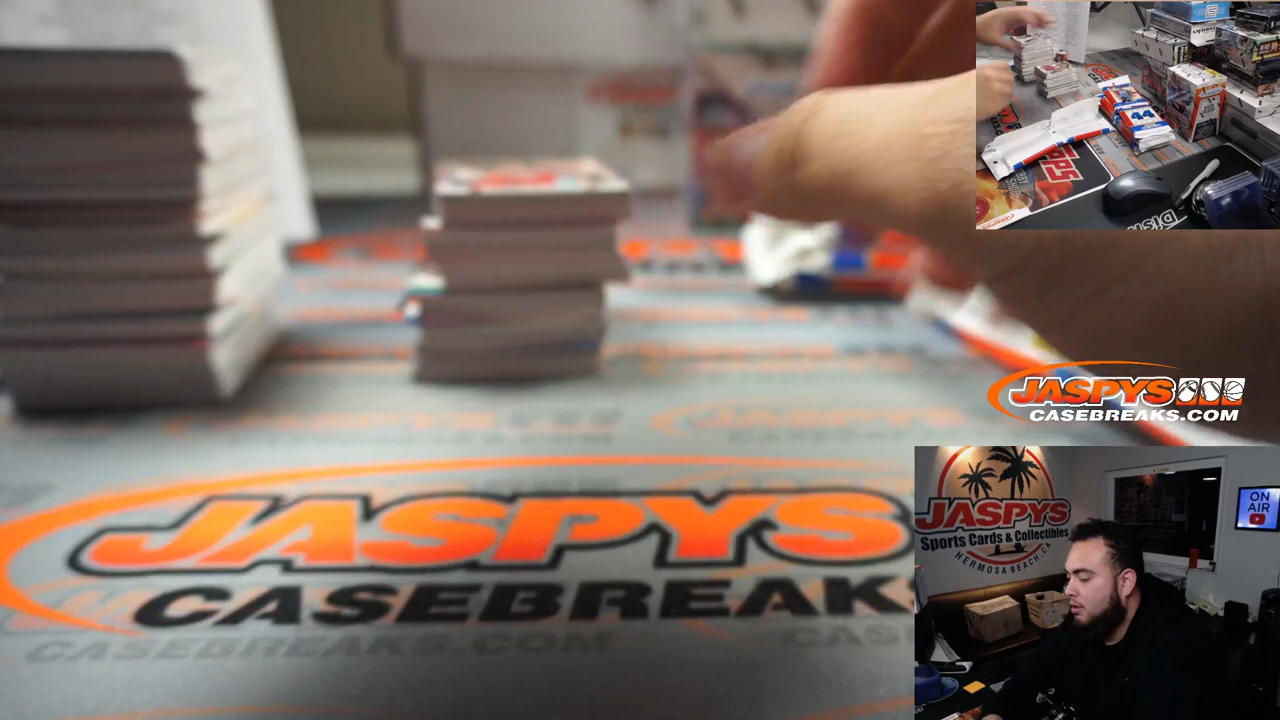 JASPYS
CASEBREAKS
CASEBREAKS.COM
44
JASPYS
CASEBREAKS.COM
JASPYS
Sports Cards & Collectibles
HERMOSA BEACH, CA
ON
AIR